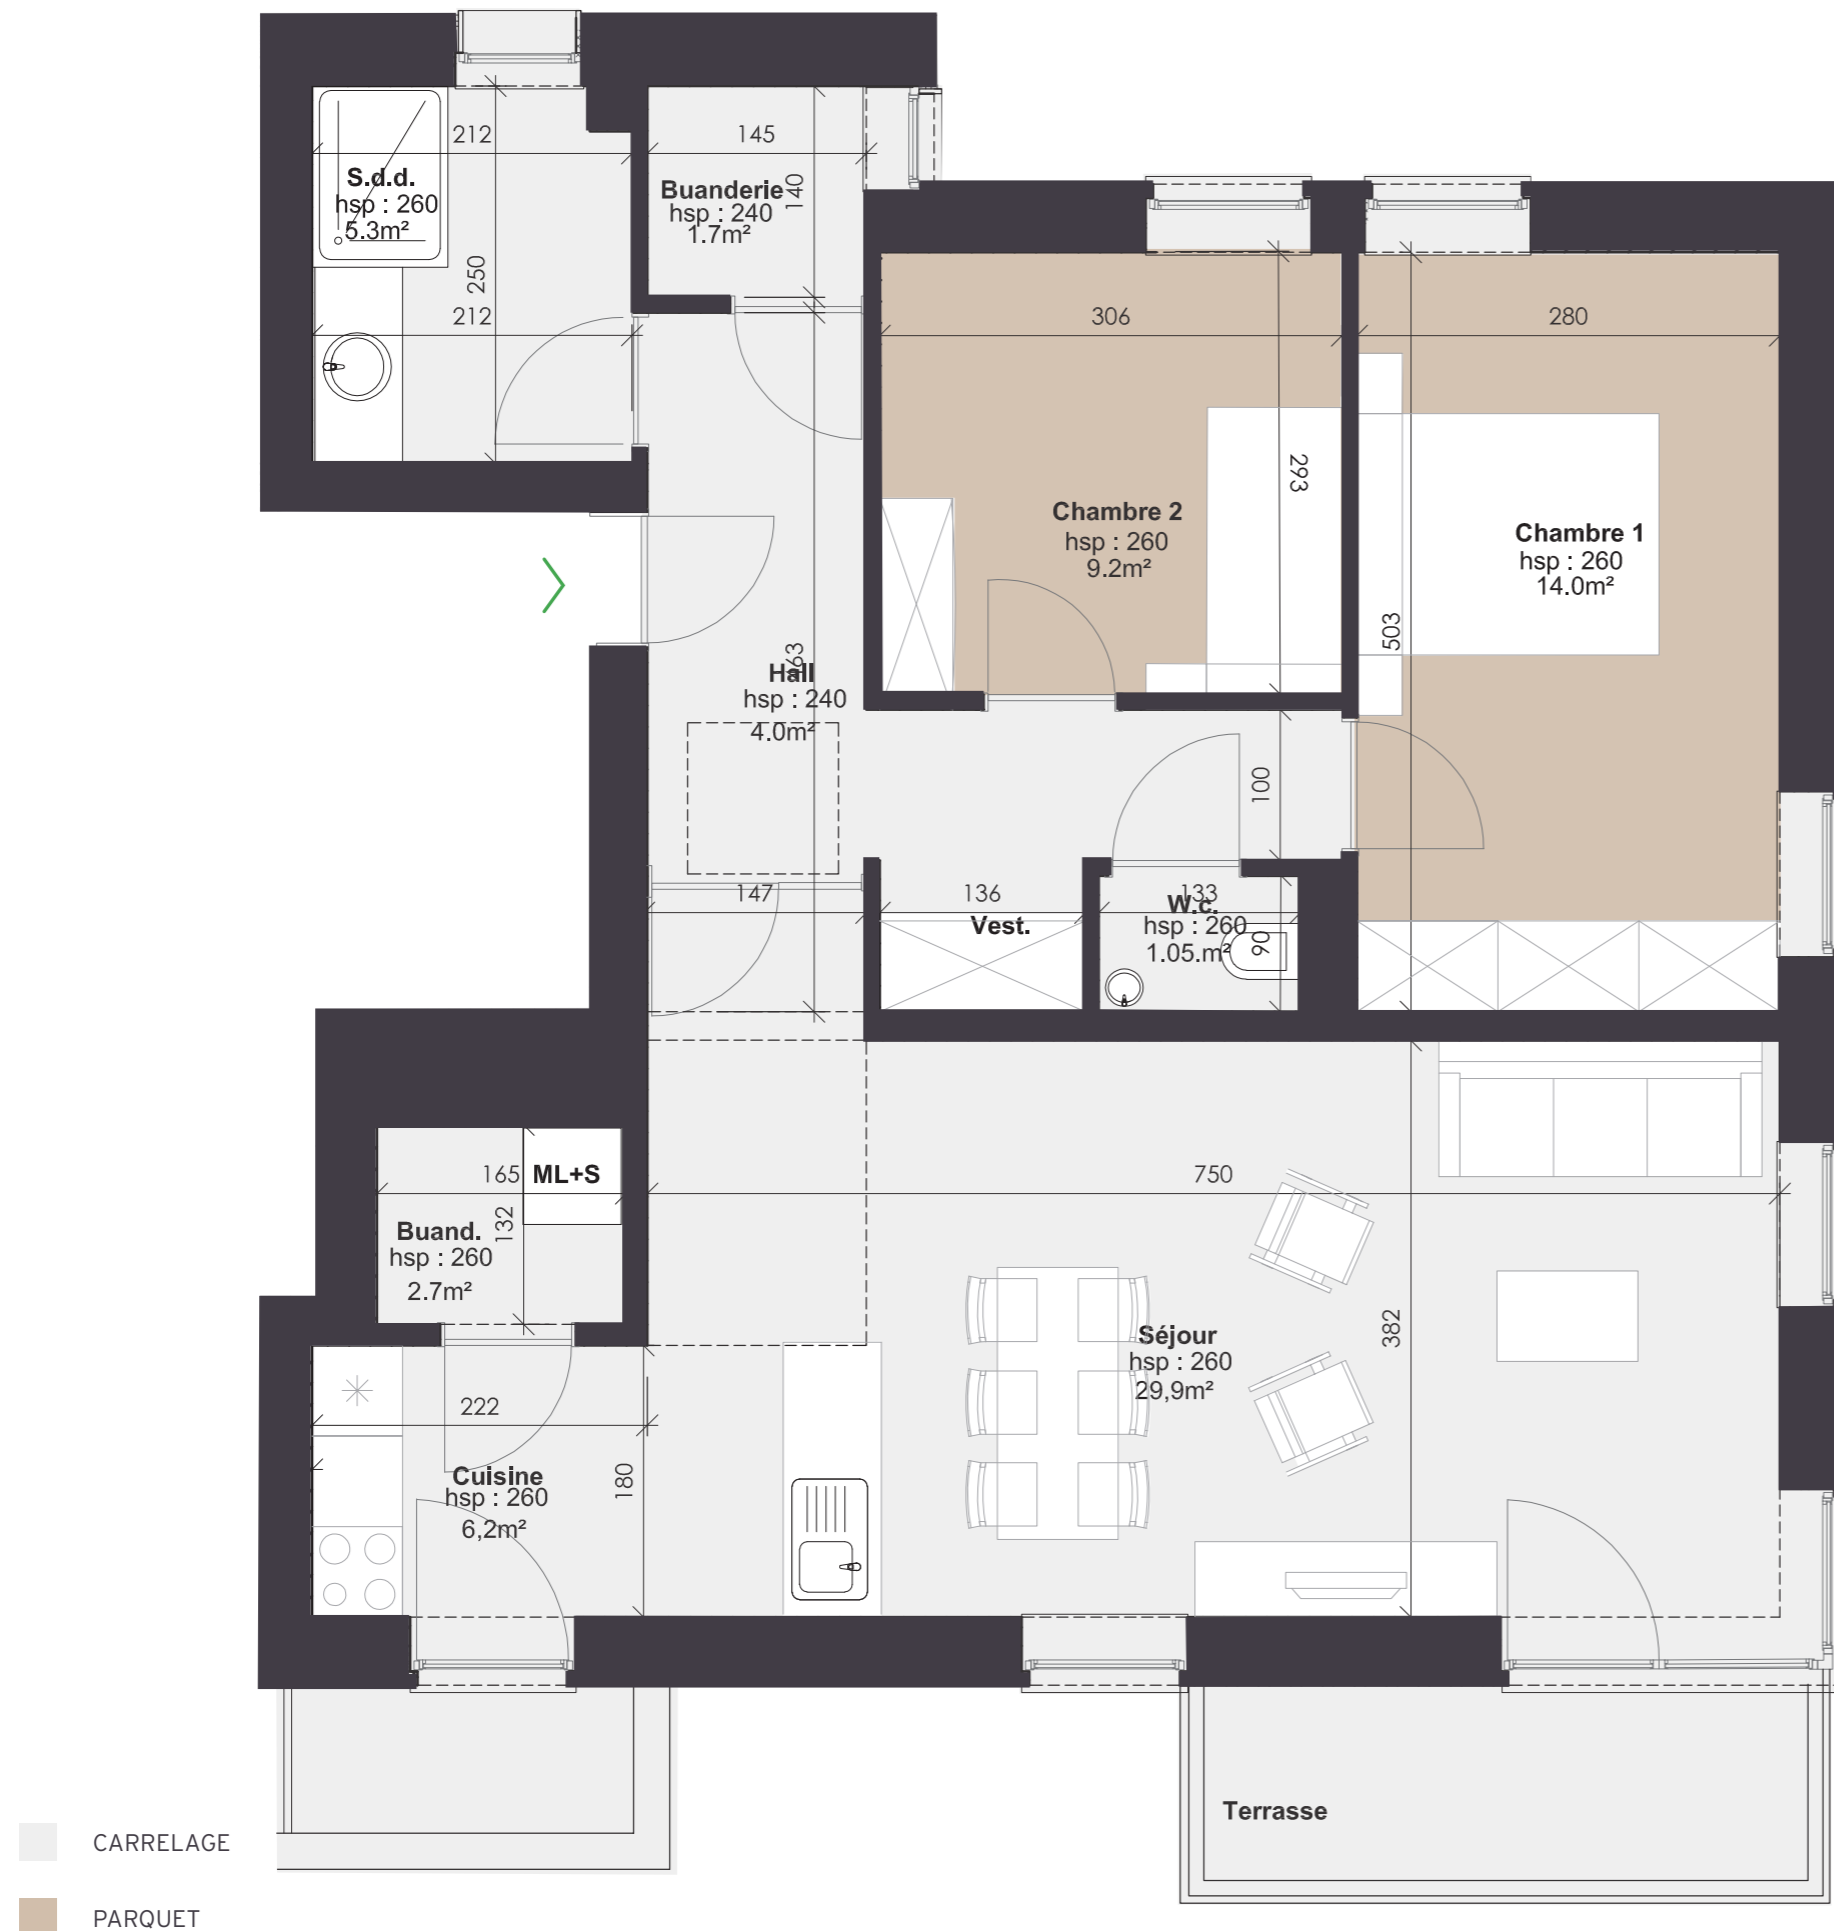 212
145
S.d.d.
hsp : 260
5.3m²
Buanderie
hsp : 240
1.7m²
140
250
212
306
280
293
Chambre 2
hsp : 260
9.2m²
Chambre 1
hsp : 260
14.0m²
503
Hall
hsp : 240
4.0m²
100
147
136
133
Vest.
W.c.
hsp : 260
1.05.m²
90
165
ML+S
750
132
Buand.
hsp : 260
2.7m²
382
Séjour
hsp : 260
29,9m²
222
180
Cuisine
hsp : 260
6,2m²
Terrasse
CARRELAGE
PARQUET